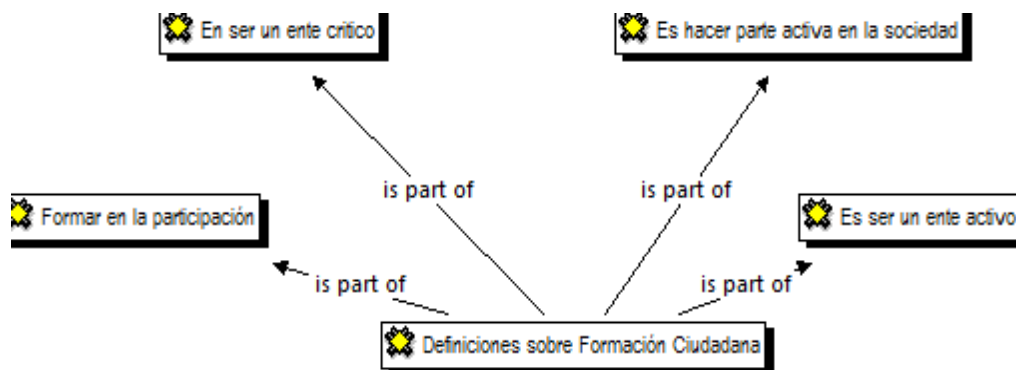 En ser un ente critico
Es hacer parte activa en la sociedad
is part of
is part of
Formar en la participación
Es ser un ente activo
is part of
is part of
Definiciones sobre Formación Ciudadana